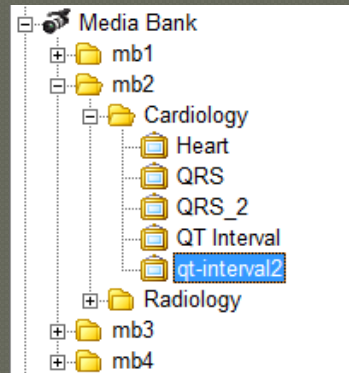 Media Bank
mb1
mb2
Cardiology
Heart
QRS
QRS_2
QT Interval
qt-interval2
Radiology
mb3
mb4